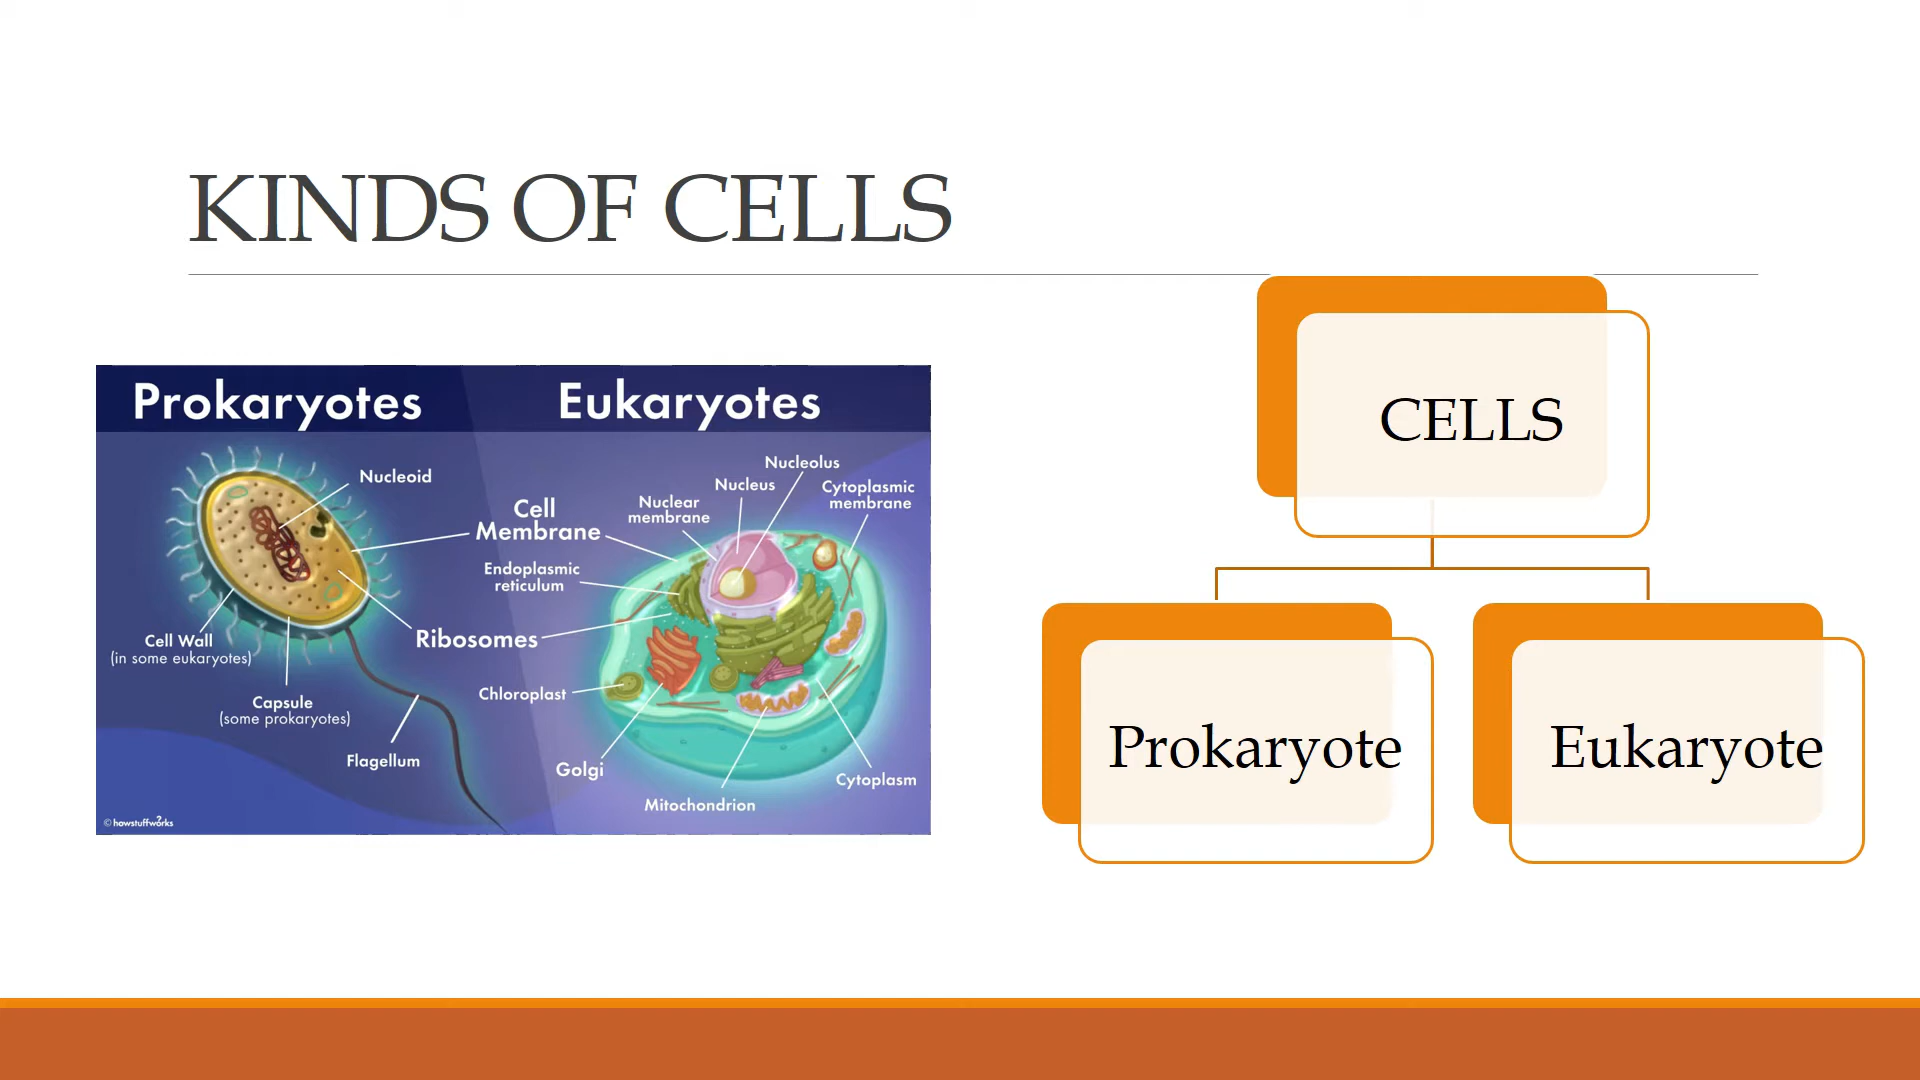 KINDS OF CELLS
Prokaryotes
Eukaryotes
Nucleoid
Cell
Membrane
Nucleolus
Nucleus
Nuclear
membrane
Cytoplasmic
membrane
Endoplasmic
reticulum
Cell Wall
(in some eukaryotes)
Ribosomes
Capsule
(some prokaryotes)
Chloroplast
Flagellum
Golgi
Mitochondrion
Cytoplasm
© howstuffworks
CELLS
Prokaryote
Eukaryote